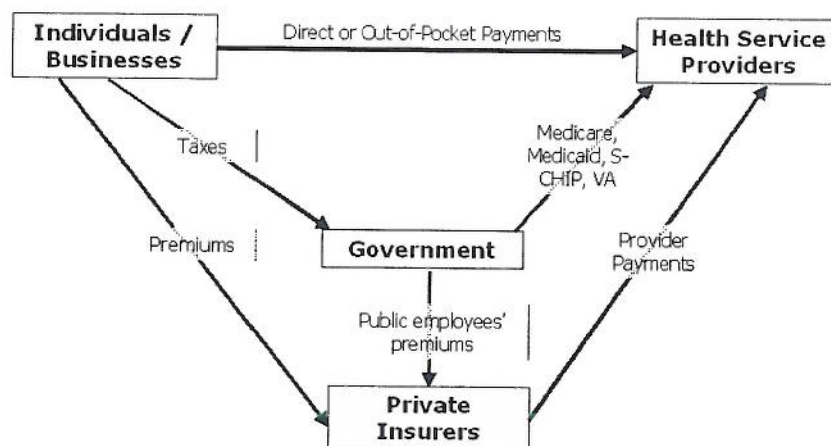 Individuals /
Businesses
Direct or Out-of-Pocket Payments
Health Service
Providers
Taxes
Medicare,
Medicaid, S-
CHIP, VA
Premiums
Government
Provider
Payments
Public employees'
premiums
Private
Insurers